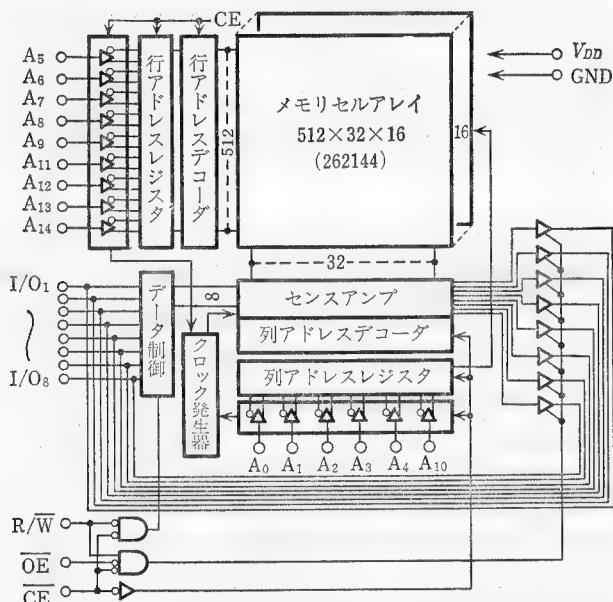 CE
A5
A6
A7
A8
A9
A11
A12
A13
A14
行アドレスレジスタ
行アドレスデコーダ
512
メモリセルアレイ
512×32×16
(262144)
16
VDD
GND
32
I/O1
I/O8
データ制御
8
センスアンプ
列アドレスデコーダ
クロック発生器
列アドレスレジスタ
A0
A1
A2
A3
A4
A10
R/W̅
O̅E̅
C̅E̅